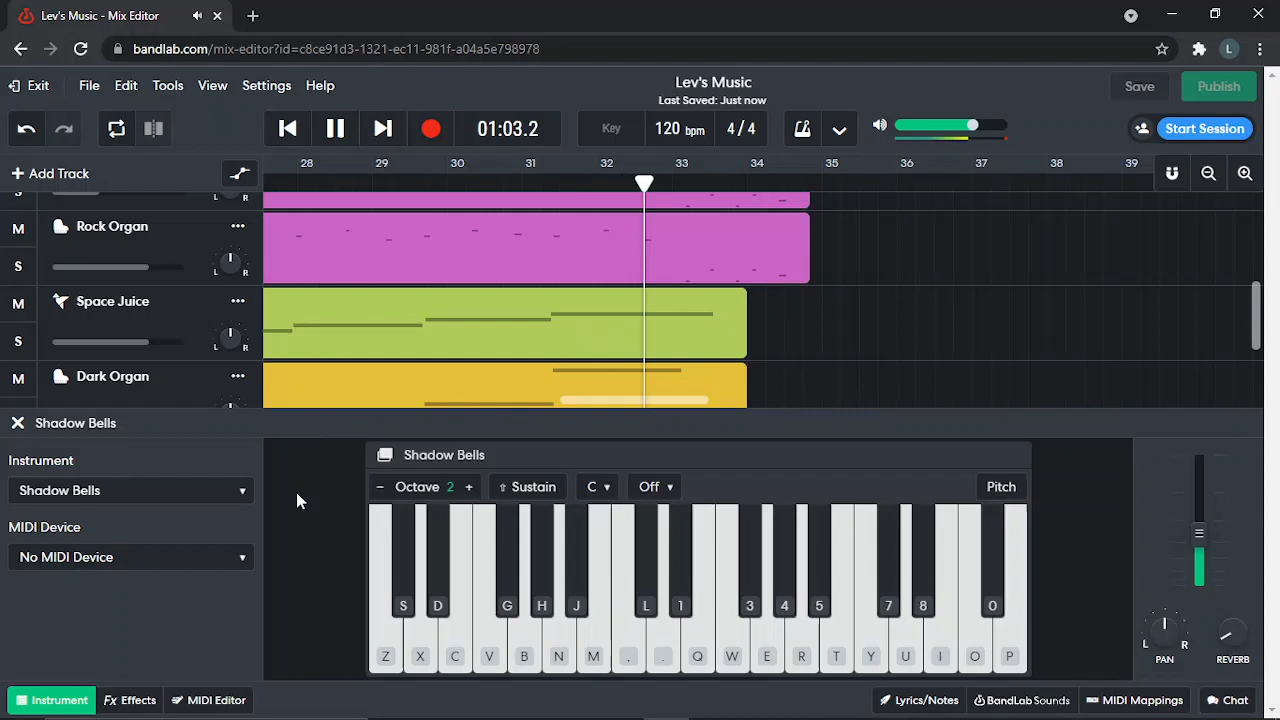 Lev's Music - Mix Editor
bandlab.com/mix-editor?id=c8ce91d3-1321-ec11-981f-a04a5e798978
L
Exit File Edit Tools View Settings Help
Lev's Music
Last Saved: Just now
Save Publish
01:03.2 Key 120 bpm 4 / 4 Start Session
+ Add Track
28 29 30 31 32 33 34 35 36 37 38 39
L R
M Rock Organ
S L R
M Space Juice
S L R
M Dark Organ
Shadow Bells
Instrument
Shadow Bells
MIDI Device
No MIDI Device
Shadow Bells
− Octave 2 + ⇧ Sustain C Off Pitch
S D G H J L 1 3 4 5 7 8 0
Z X C V B N M , . Q W E R T Y U I O P
L R
PAN REVERB
Instrument Fx Effects MIDI Editor Lyrics/Notes BandLab Sounds MIDI Mappings Chat